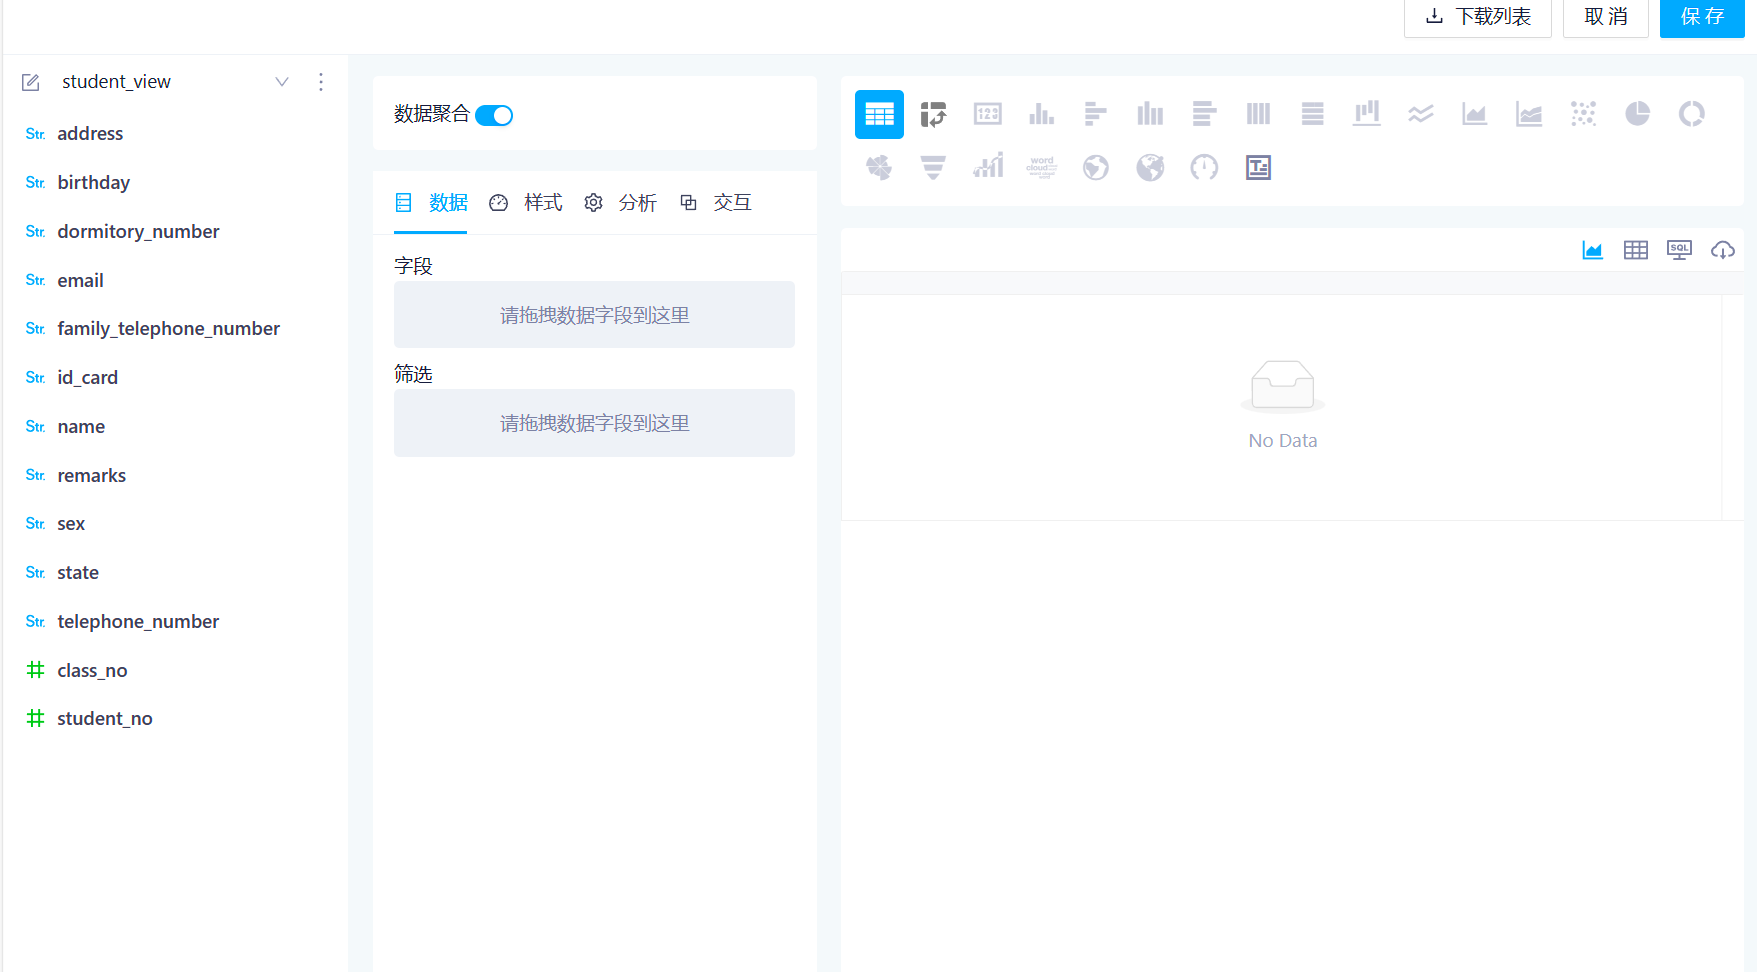 下载列表
取 消
保 存
student_view
Str. address
Str. birthday
Str. dormitory_number
Str. email
Str. family_telephone_number
Str. id_card
Str. name
Str. remarks
Str. sex
Str. state
Str. telephone_number
class_no
student_no
数据聚合
数据 样式 分析 交互
字段
请拖拽数据字段到这里
筛选
请拖拽数据字段到这里
123
word
cloud
SQL
No Data